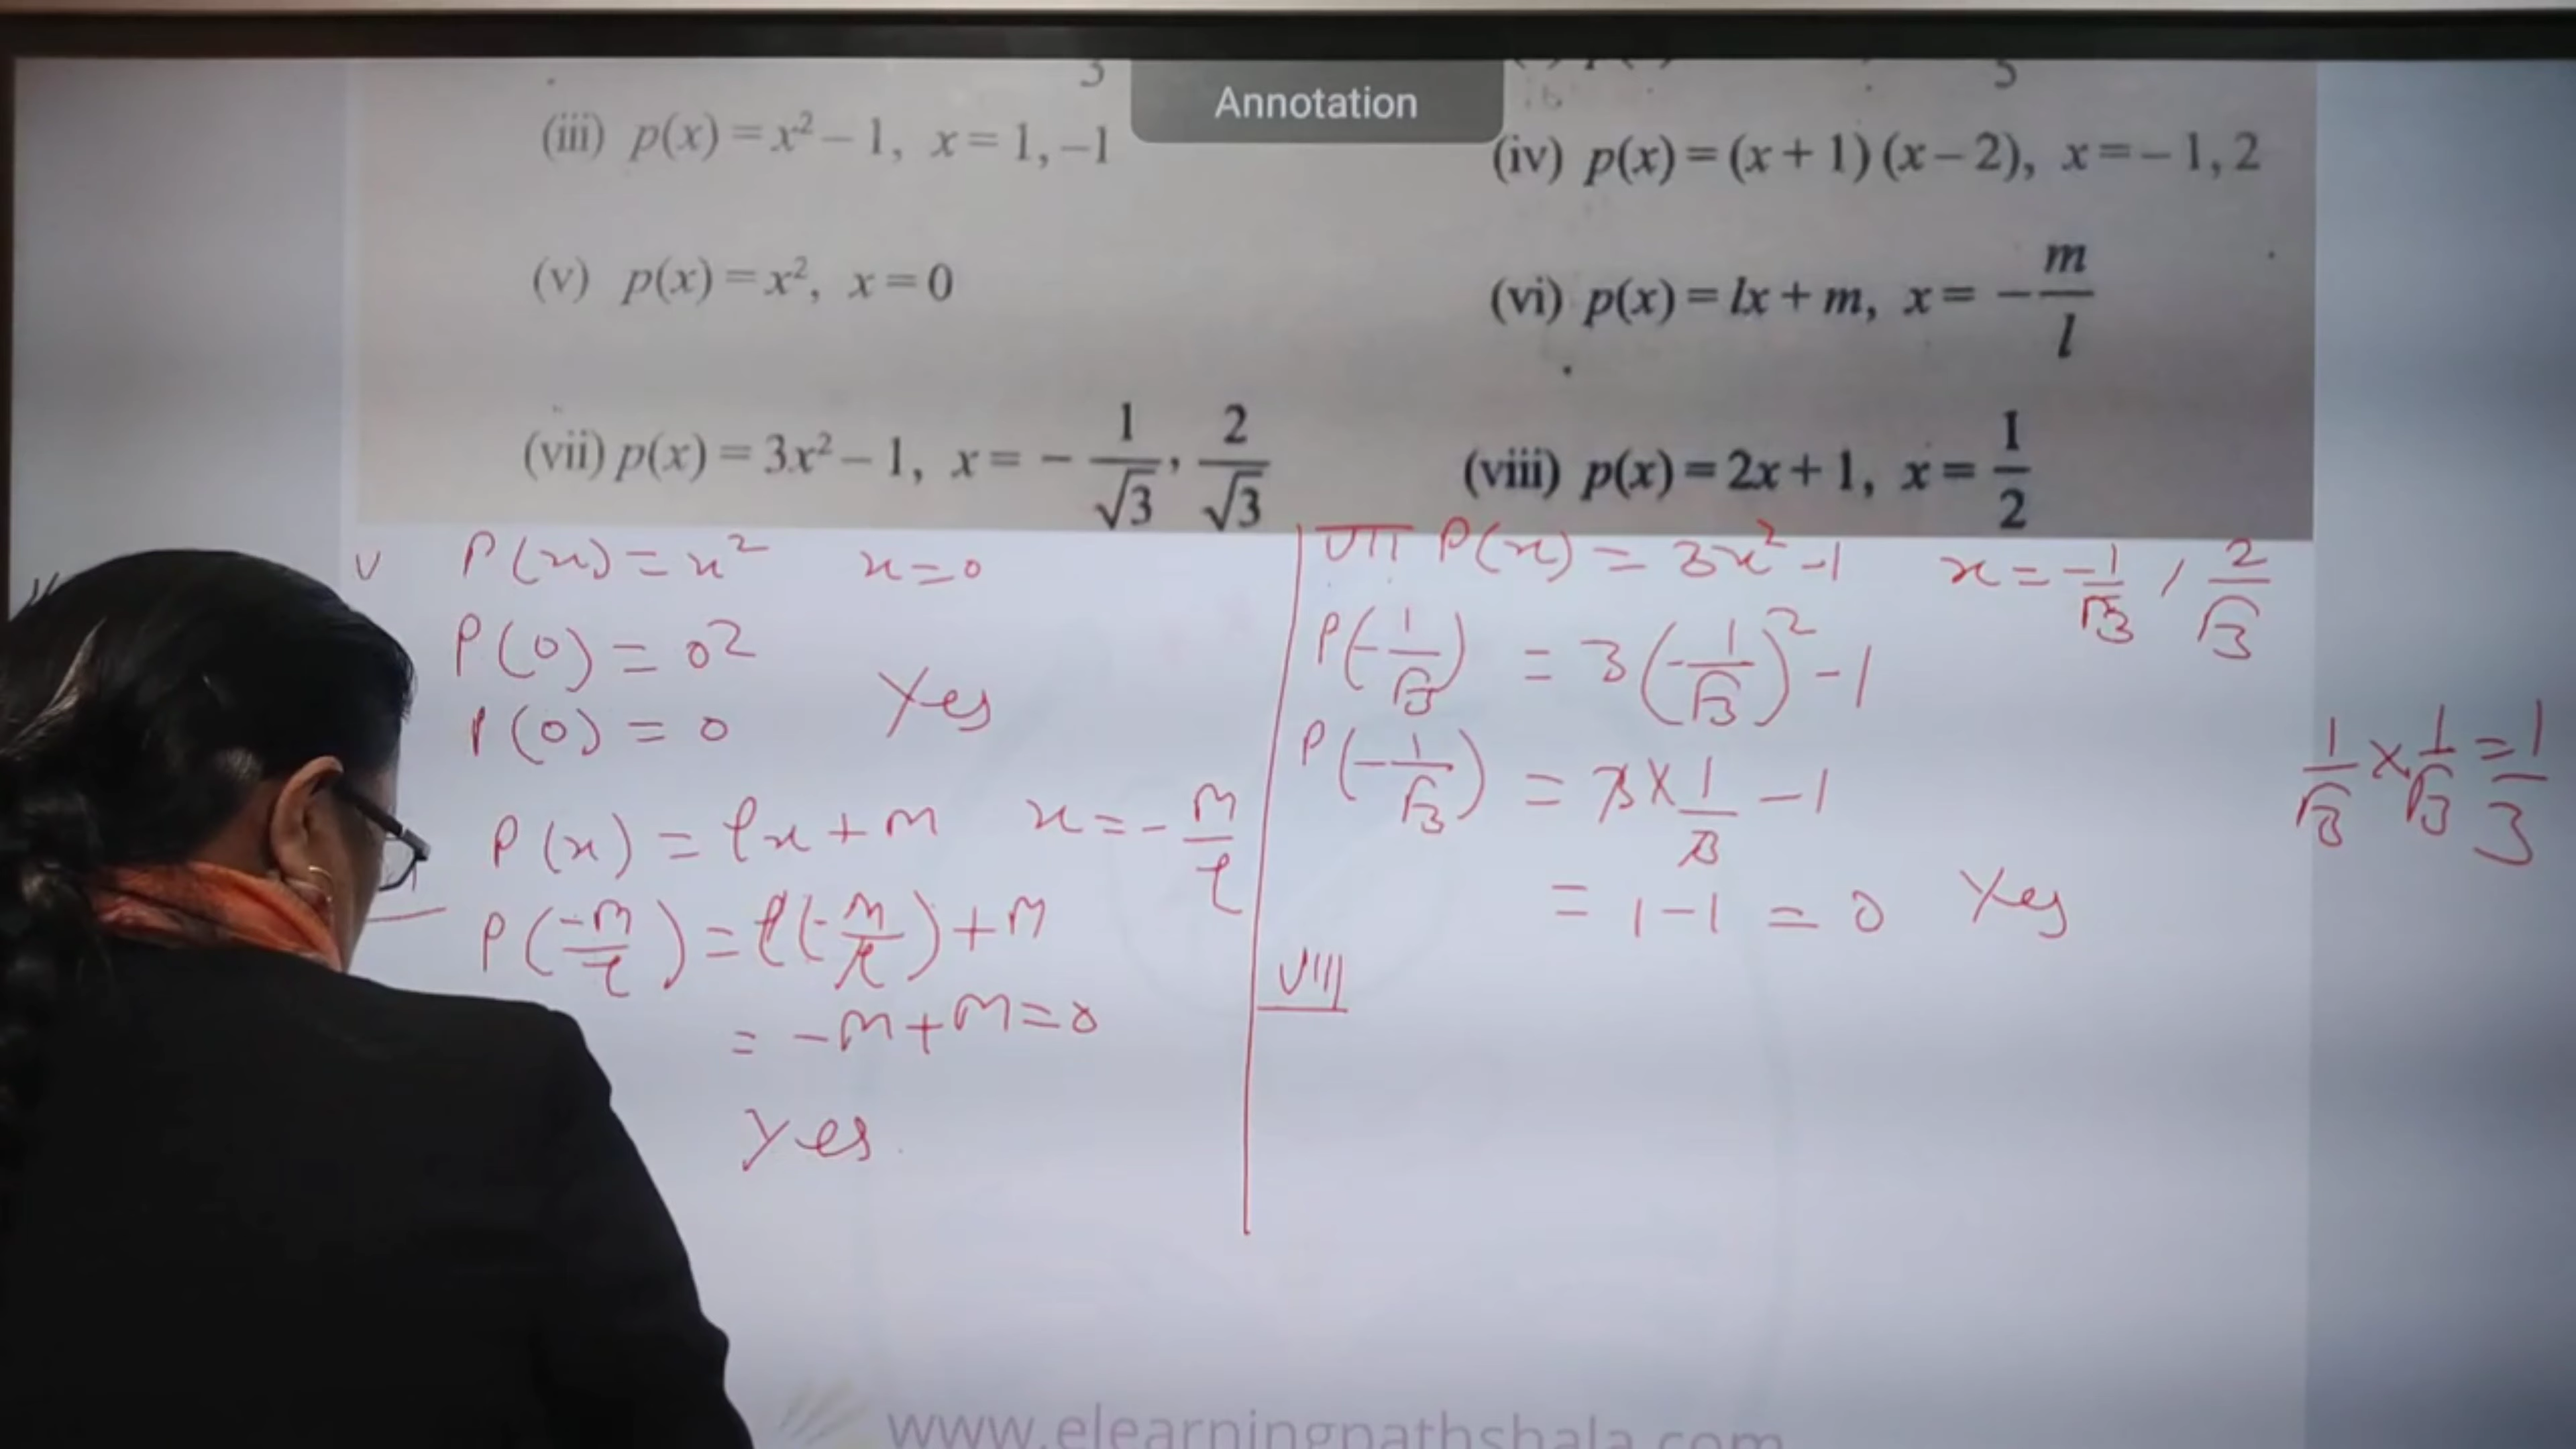 Annotation
(iii) p(x) = x² – 1, x = 1, –1
(iv) p(x) = (x + 1) (x – 2), x = – 1, 2
(v) p(x) = x², x = 0
(vi) p(x) = lx + m, x = – m/l
(vii) p(x) = 3x² – 1, x = – 1/√3, 2/√3
(viii) p(x) = 2x + 1, x = 1/2
V P(x) = x² x = 0
P(0) = 0²
P(0) = 0 Yes
P(x) = lx + m x = - m/l
P(-m/l) = l(-m/l) + m
= -m + m = 0
Yes
VII P(x) = 3x² - 1 x = -1/√3, 2/√3
P(-1/√3) = 3(-1/√3)² - 1
P(-1/√3) = 3 × 1/3 - 1
= 1 - 1 = 0 Yes
1/√3 × 1/√3 = 1/3
VIII
www.elearningpathshala.com